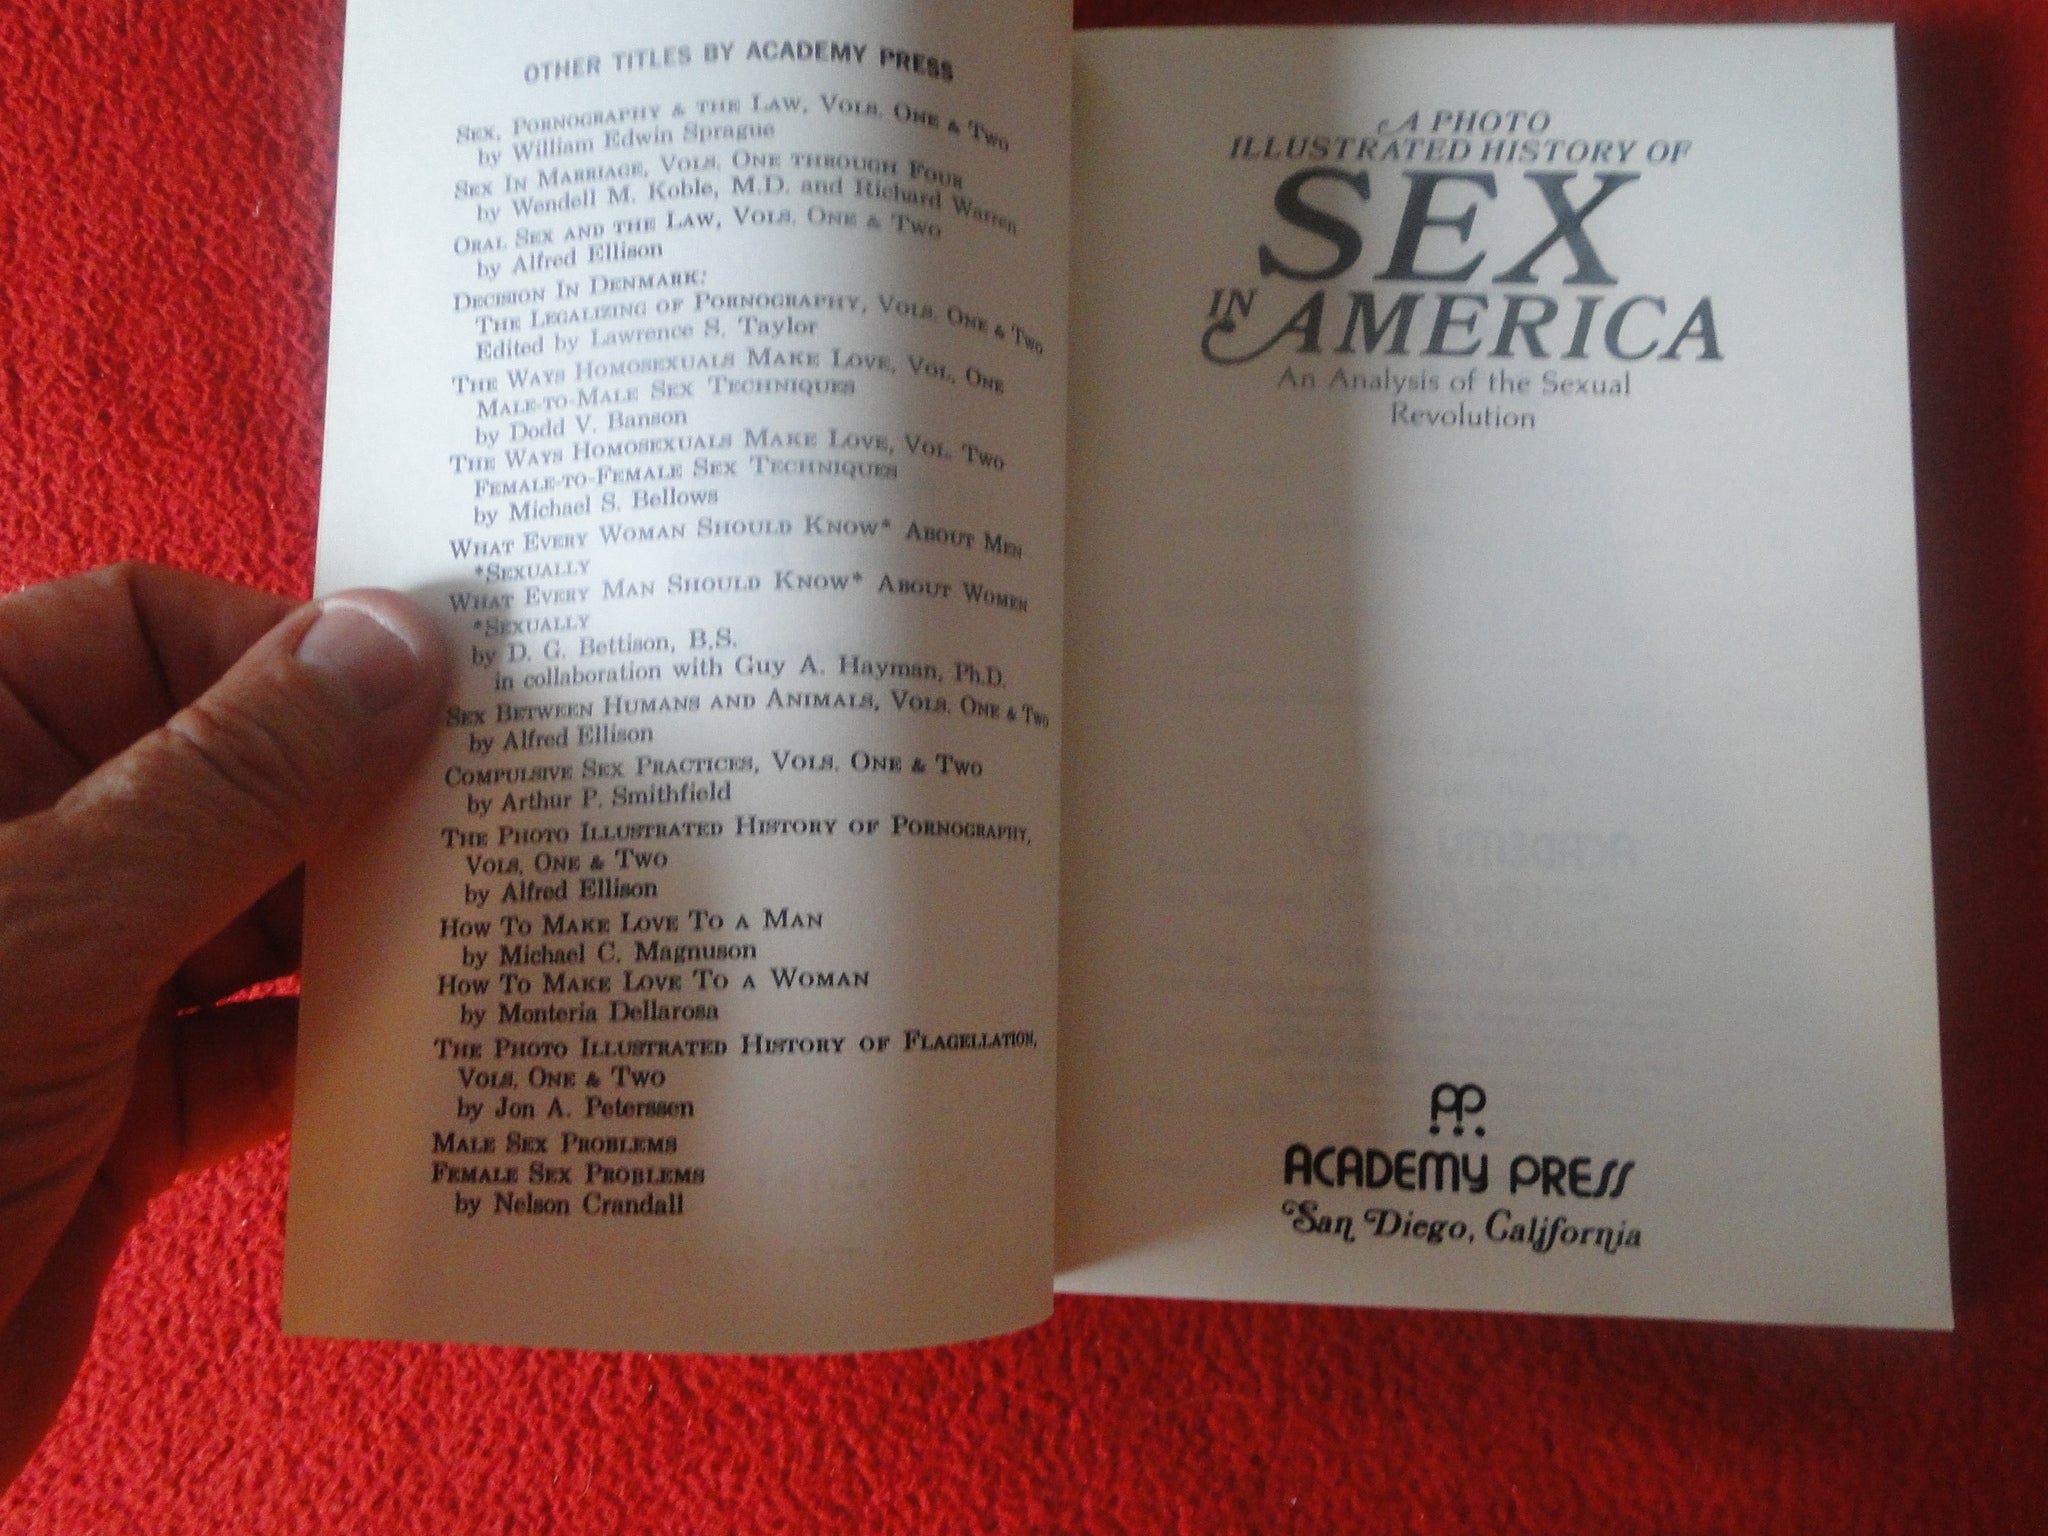 OTHER TITLES BY ACADEMY PRESS
SEX, PORNOGRAPHY & THE LAW, VOLS. ONE & TWO
by William Edwin Sprague
SEX IN MARRIAGE, VOLS. ONE THROUGH FOUR
by Wendell M. Koble, M.D. and Richard Warren
ORAL SEX AND THE LAW, VOLS. ONE & TWO
by Alfred Ellison
DECISION IN DENMARK:
THE LEGALIZING OF PORNOGRAPHY, VOLS. ONE & TWO
Edited by Lawrence S. Taylor
THE WAYS HOMOSEXUALS MAKE LOVE, VOL. ONE
MALE-TO-MALE SEX TECHNIQUES
by Dodd V. Banson
THE WAYS HOMOSEXUALS MAKE LOVE, VOL. TWO
FEMALE-TO-FEMALE SEX TECHNIQUES
by Michael S. Bellows
WHAT EVERY WOMAN SHOULD KNOW* ABOUT MEN
*SEXUALLY
WHAT EVERY MAN SHOULD KNOW* ABOUT WOMEN
*SEXUALLY
by D. G. Bettison, B.S.
in collaboration with Guy A. Hayman, Ph.D.
SEX BETWEEN HUMANS AND ANIMALS, VOLS. ONE & TWO
by Alfred Ellison
COMPULSIVE SEX PRACTICES, VOLS. ONE & TWO
by Arthur P. Smithfield
THE PHOTO ILLUSTRATED HISTORY OF PORNOGRAPHY,
VOLS. ONE & TWO
by Alfred Ellison
HOW TO MAKE LOVE TO A MAN
by Michael C. Magnuson
HOW TO MAKE LOVE TO A WOMAN
by Monteria Dellarosa
THE PHOTO ILLUSTRATED HISTORY OF FLAGELLATION,
VOLS. ONE & TWO
by Jon A. Peterssen
MALE SEX PROBLEMS
FEMALE SEX PROBLEMS
by Nelson Crandall
A PHOTO
ILLUSTRATED HISTORY OF
SEX
IN AMERICA
An Analysis of the Sexual
Revolution
ACADEMY PRESS
San Diego, California